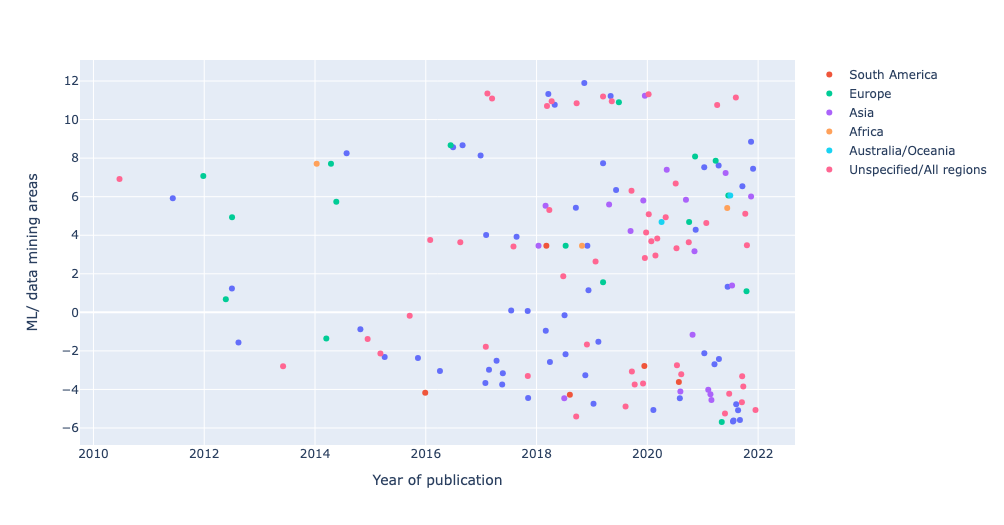 South America
Europe
Asia
Africa
Australia/Oceania
Unspecified/All regions
12
10
8
6
4
2
0
−2
−4
−6
ML/ data mining areas
2010 2012 2014 2016 2018 2020 2022
Year of publication